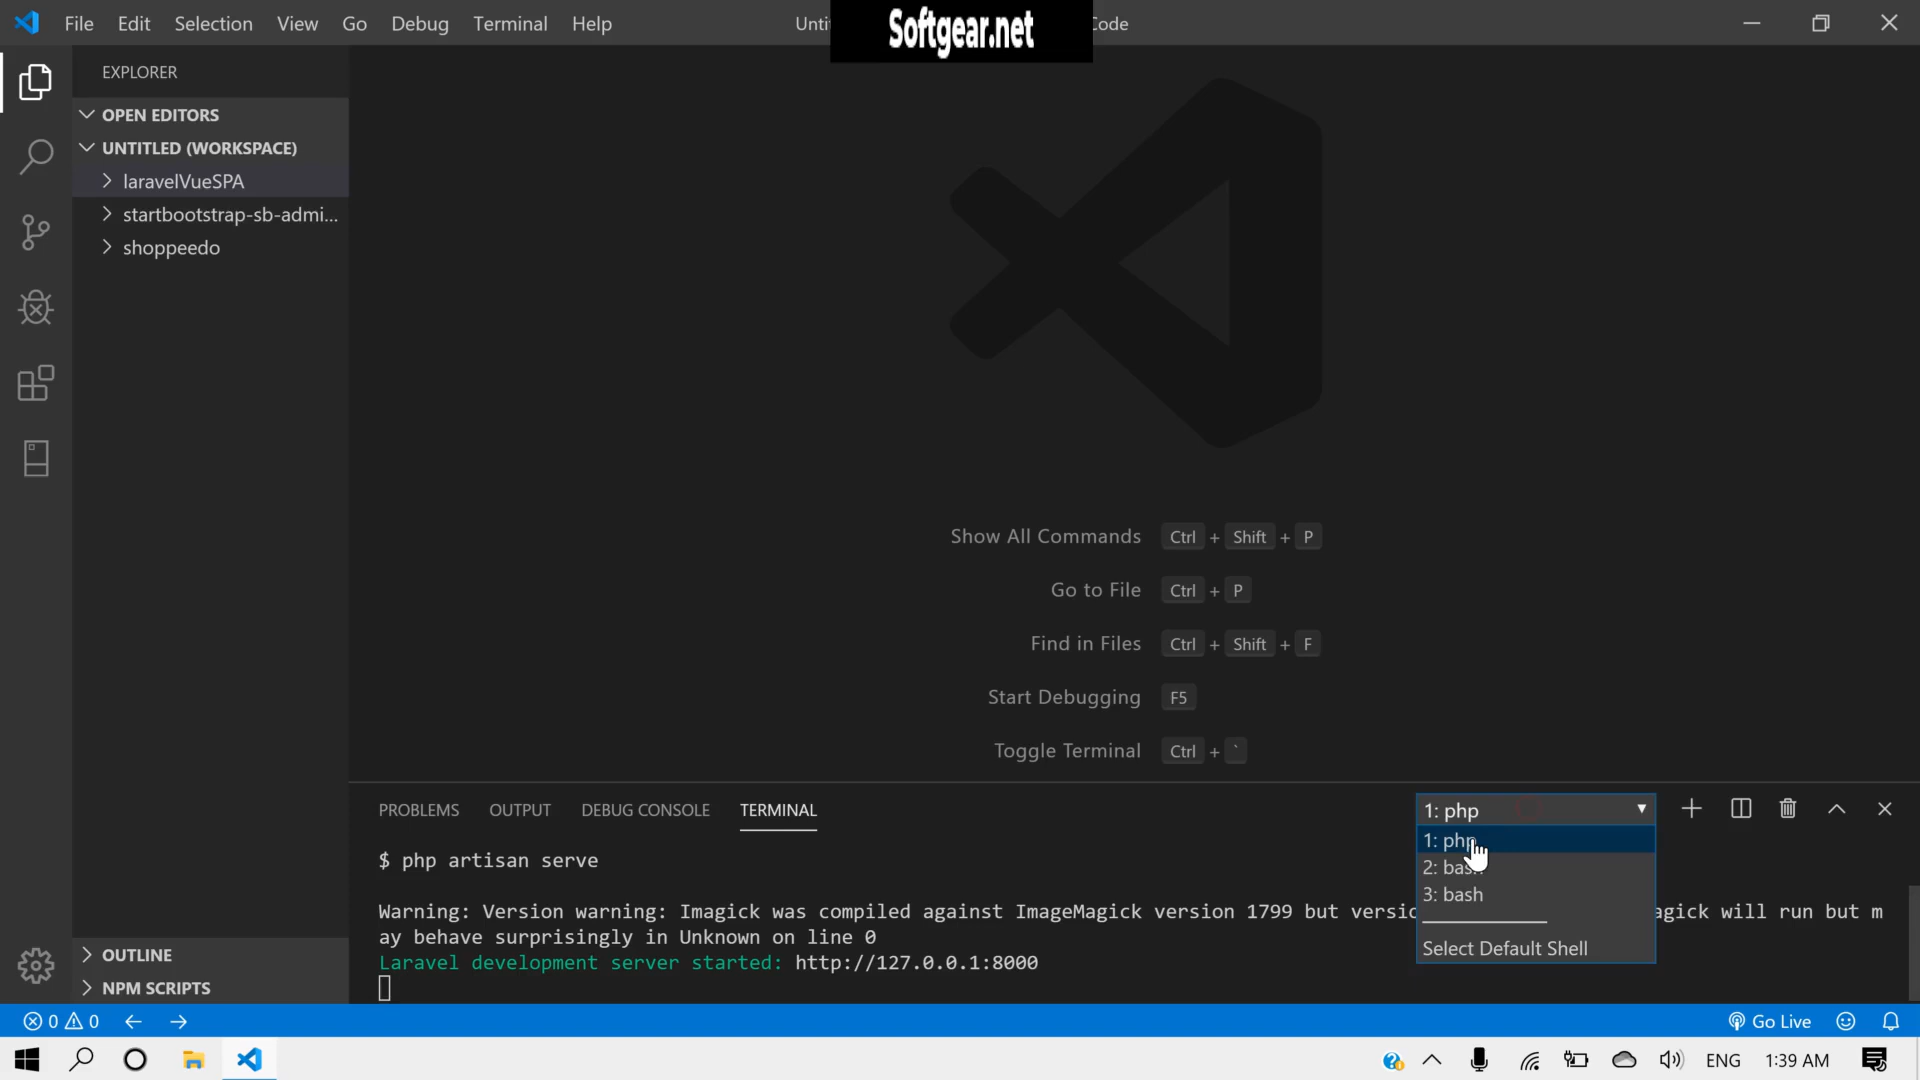 File Edit Selection View Go Debug Terminal Help
Softgear.net
Code
EXPLORER
OPEN EDITORS
UNTITLED (WORKSPACE)
laravelVueSPA
startbootstrap-sb-admi...
shoppeedo
OUTLINE
NPM SCRIPTS
Show All Commands Ctrl + Shift + P
Go to File Ctrl + P
Find in Files Ctrl + Shift + F
Start Debugging F5
Toggle Terminal Ctrl + `
PROBLEMS OUTPUT DEBUG CONSOLE TERMINAL
1: php
1: php
2: bash
3: bash
Select Default Shell
$ php artisan serve
Warning: Version warning: Imagick was compiled against ImageMagick version 1799 but will run but m
ay behave surprisingly in Unknown on line 0
Laravel development server started: http://127.0.0.1:8000
0 0 Go Live
ENG 1:39 AM